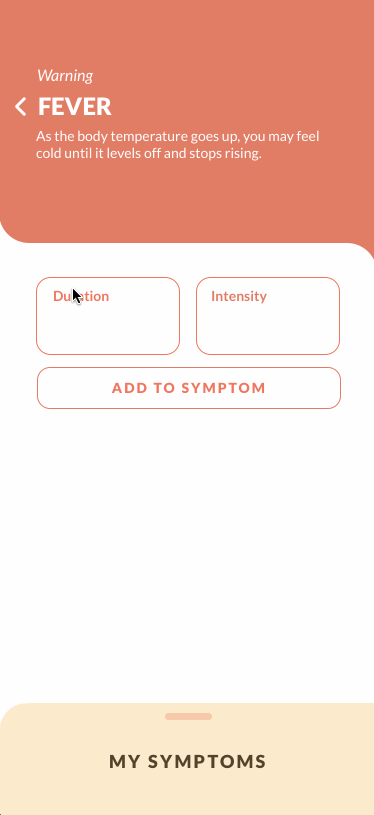 Warning
FEVER
As the body temperature goes up, you may feel
cold until it levels off and stops rising.
Duration
Intensity
ADD TO SYMPTOM
MY SYMPTOMS